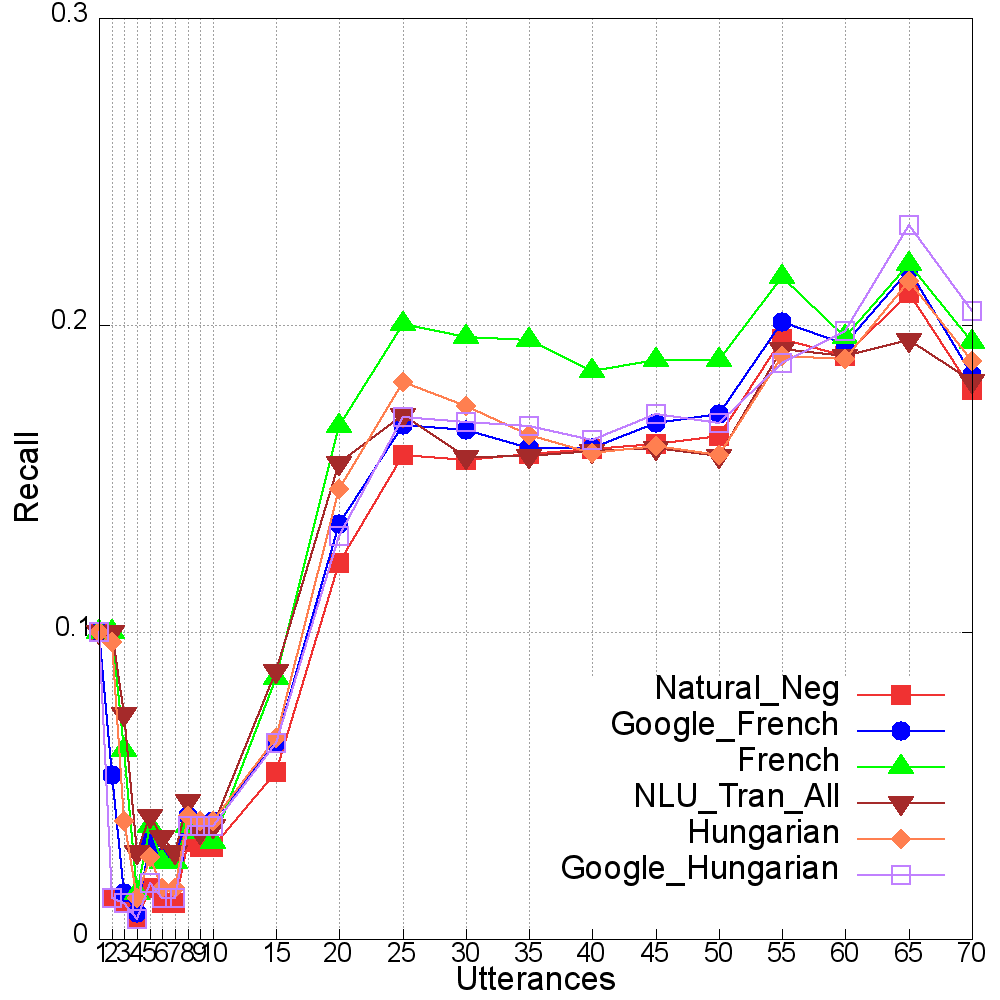 0.3
0.2
0.1
0
Recall
Natural_Neg
Google_French
French
NLU_Tran_All
Hungarian
Google_Hungarian
1 2 3 4 5 6 7 8 9 10 15 20 25 30 35 40 45 50 55 60 65 70
Utterances